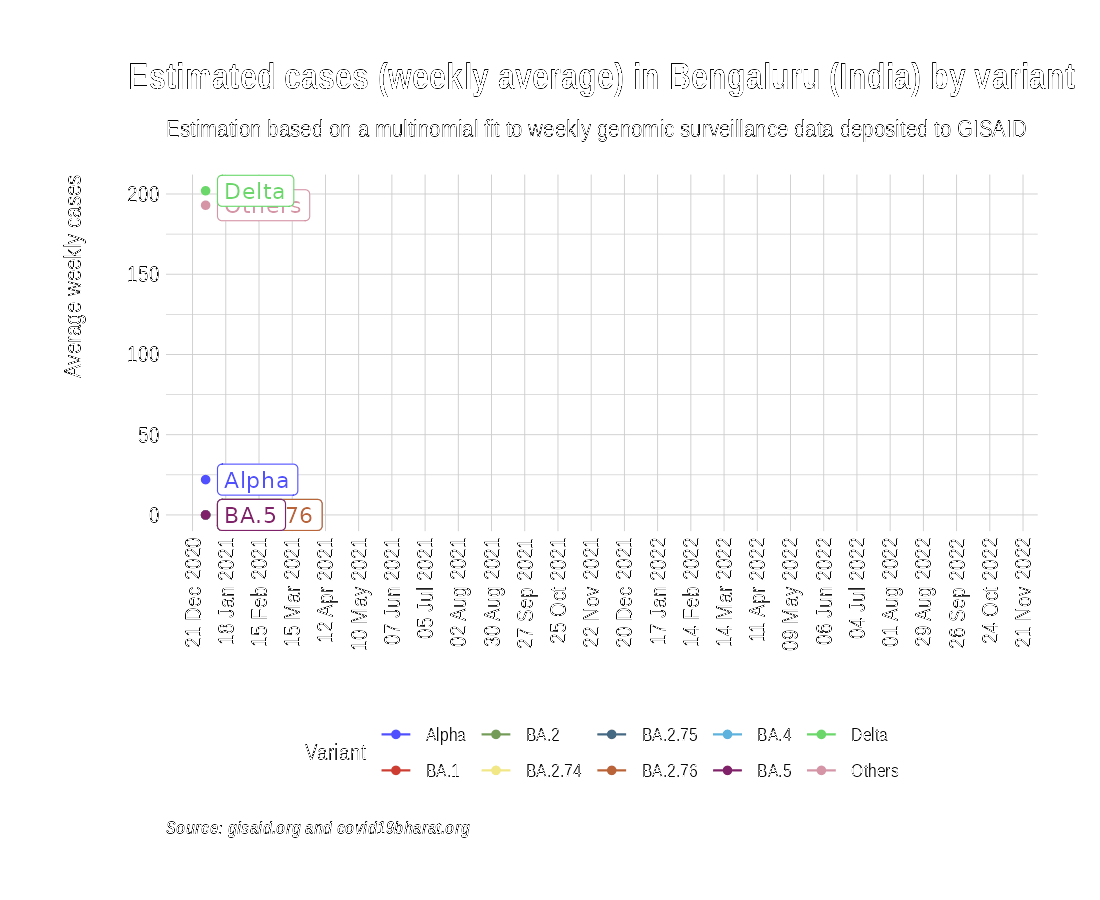 Estimated cases (weekly average) in Bengaluru (India) by variant
Estimation based on a multinomial fit to weekly genomic surveillance data deposited to GISAID
Average weekly cases
200
150
100
50
0
Delta
Others
Alpha
BA.5
76
21 Dec 2020
18 Jan 2021
15 Feb 2021
15 Mar 2021
12 Apr 2021
10 May 2021
07 Jun 2021
05 Jul 2021
02 Aug 2021
30 Aug 2021
27 Sep 2021
25 Oct 2021
22 Nov 2021
20 Dec 2021
17 Jan 2022
14 Feb 2022
14 Mar 2022
11 Apr 2022
09 May 2022
06 Jun 2022
04 Jul 2022
01 Aug 2022
29 Aug 2022
26 Sep 2022
24 Oct 2022
21 Nov 2022
Variant
Alpha BA.2 BA.2.75 BA.4 Delta
BA.1 BA.2.74 BA.2.76 BA.5 Others
Source: gisaid.org and covid19bharat.org